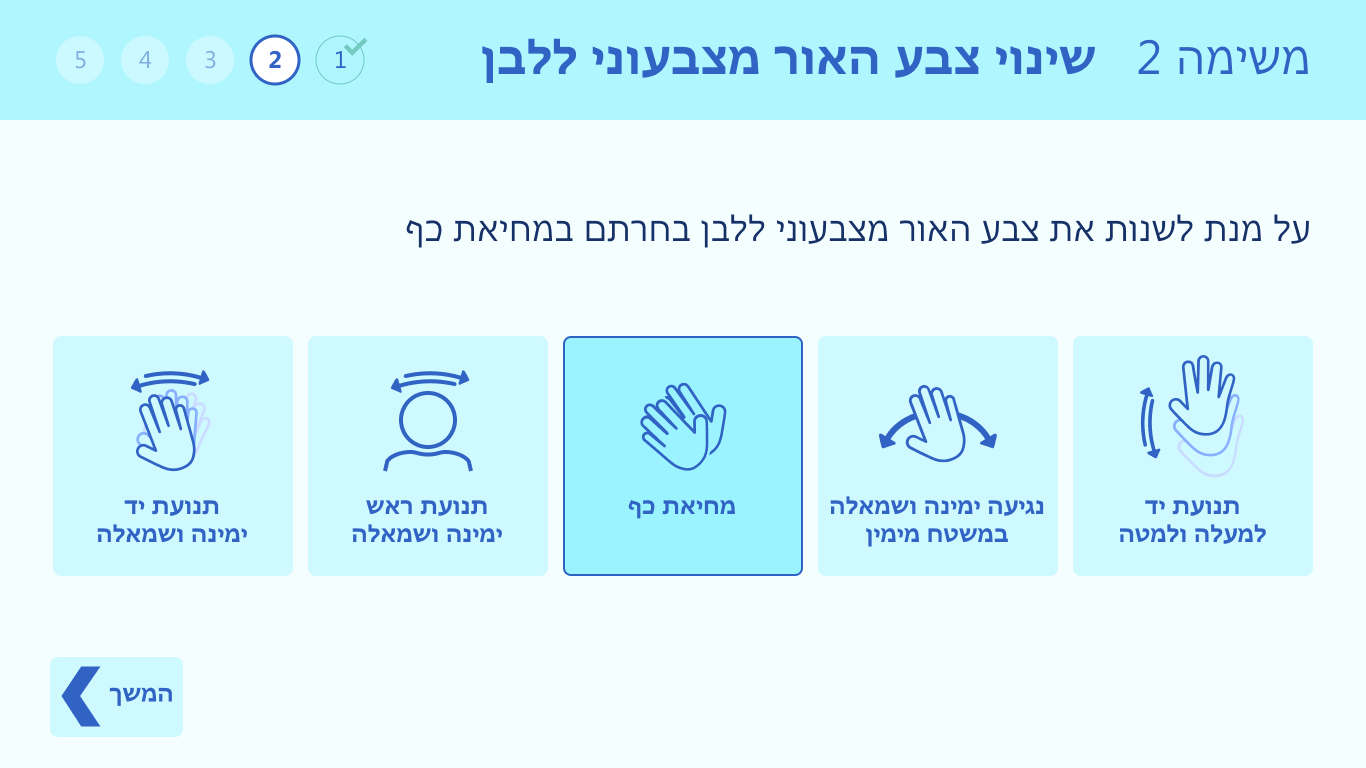 משימה 2 שינוי צבע האור מצבעוני ללבן
1 2 3 4 5
על מנת לשנות את צבע האור מצבעוני ללבן בחרתם במחיאת כף
תנועת יד
למעלה ולמטה
נגיעה ימינה ושמאלה
במשטח מימין
מחיאת כף
תנועת ראש
ימינה ושמאלה
תנועת יד
ימינה ושמאלה
המשך